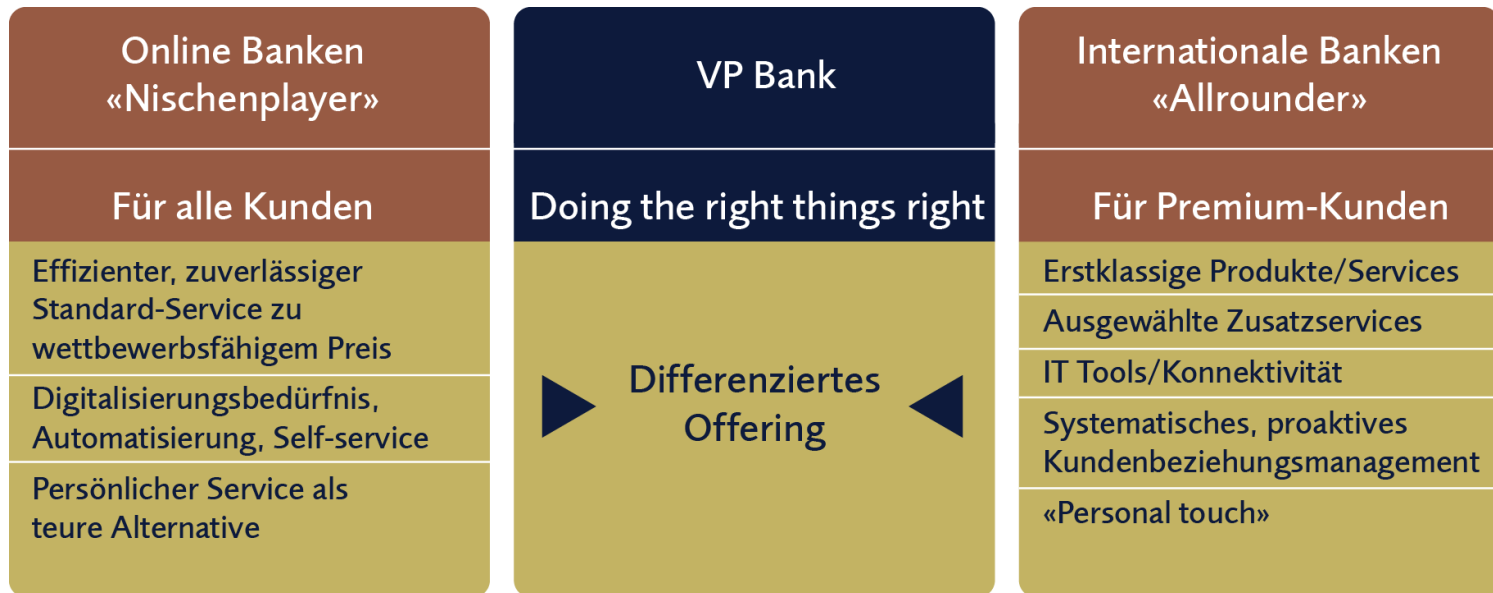 Online Banken
«Nischenplayer»
Für alle Kunden
Effizienter, zuverlässiger
Standard-Service zu
wettbewerbsfähigem Preis
Digitalisierungsbedürfnis,
Automatisierung, Self-service
Persönlicher Service als
teure Alternative
VP Bank
Doing the right things right
Differenziertes
Offering
Internationale Banken
«Allrounder»
Für Premium-Kunden
Erstklassige Produkte/Services
Ausgewählte Zusatzservices
IT Tools/Konnektivität
Systematisches, proaktives
Kundenbeziehungsmanagement
«Personal touch»